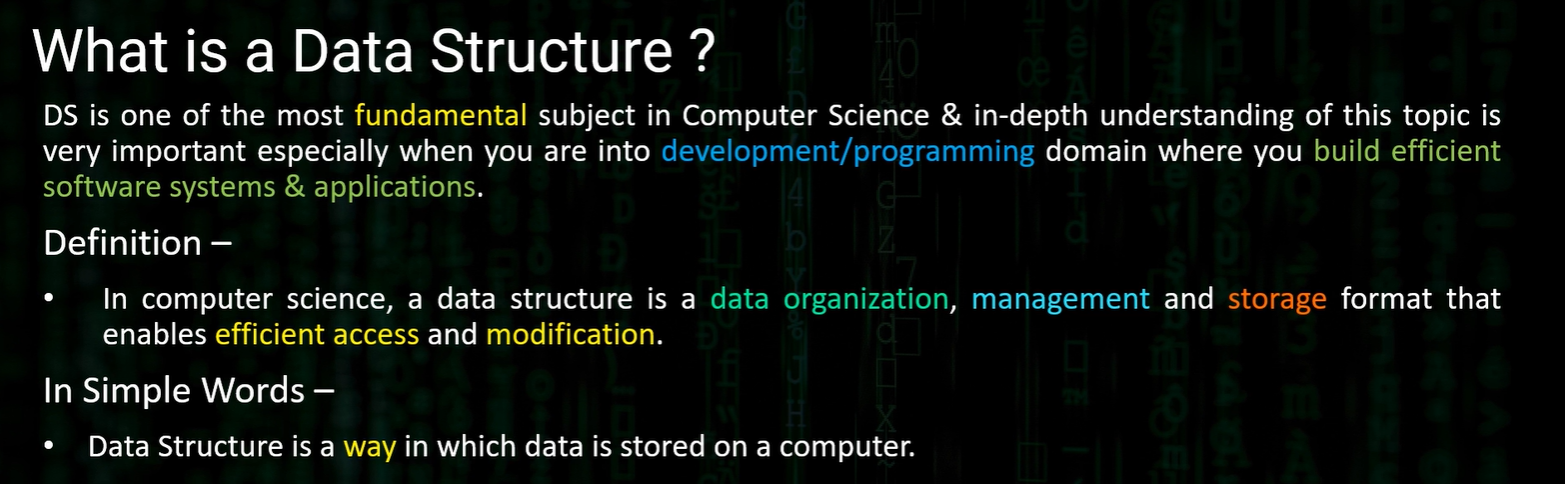 What is a Data Structure ?
DS is one of the most fundamental subject in Computer Science & in-depth understanding of this topic is
very important especially when you are into development/programming domain where you build efficient
software systems & applications.
Definition –
• In computer science, a data structure is a data organization, management and storage format that
enables efficient access and modification.
In Simple Words –
• Data Structure is a way in which data is stored on a computer.